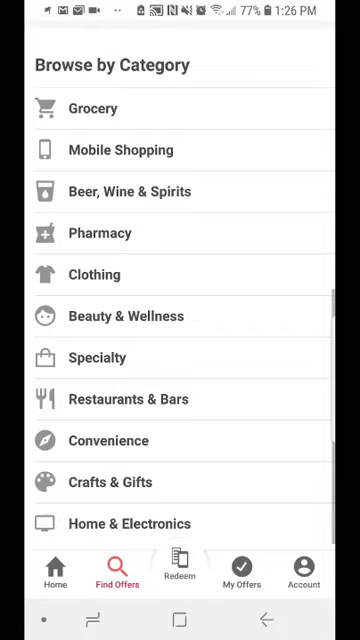 77% 1:26 PM
Browse by Category
Grocery
Mobile Shopping
Beer, Wine & Spirits
Pharmacy
Clothing
Beauty & Wellness
Specialty
Restaurants & Bars
Convenience
Crafts & Gifts
Home & Electronics
Home Find Offers Redeem My Offers Account